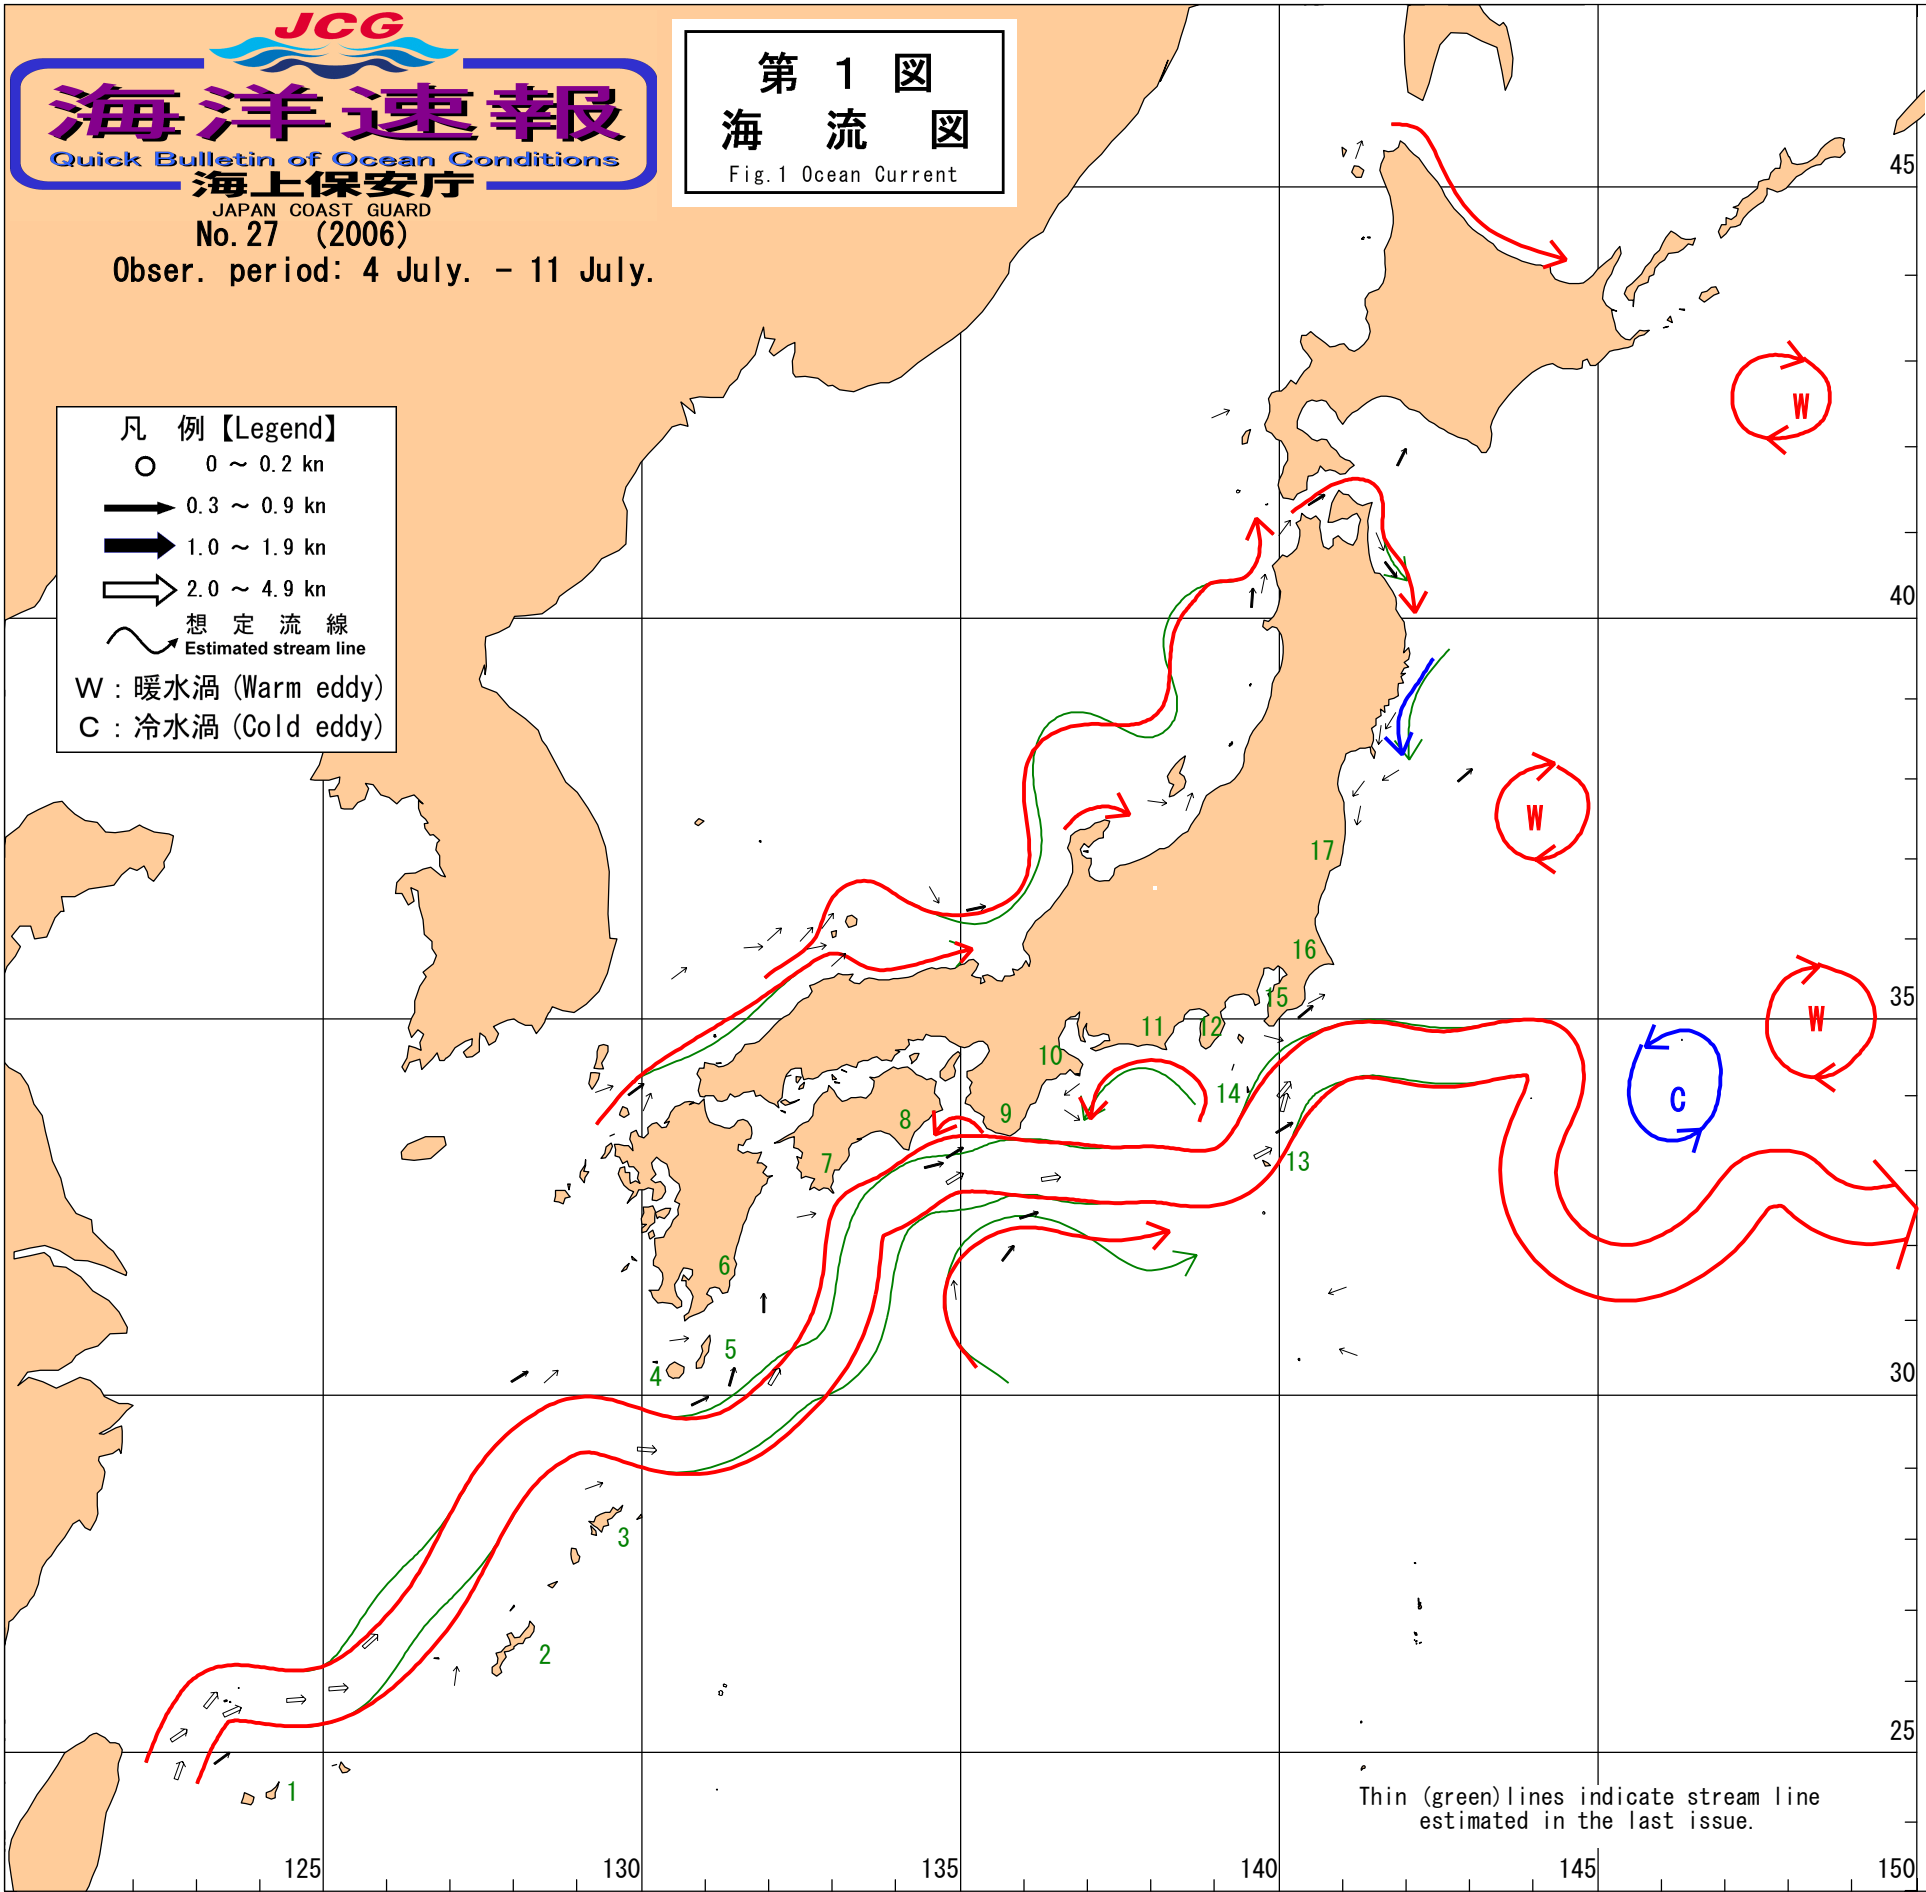 JCG
海洋速報
Quick Bulletin of Ocean Conditions
海上保安庁
JAPAN COAST GUARD
No.27 (2006)
Obser. period: 4 July. - 11 July.
第 1 図
海 流 図
Fig.1 Ocean Current
凡 例【Legend】
0 ～ 0.2 kn
0.3 ～ 0.9 kn
1.0 ～ 1.9 kn
2.0 ～ 4.9 kn
想 定 流 線
Estimated stream line
W : 暖水渦 (Warm eddy)
C : 冷水渦 (Cold eddy)
45
W
40
W
17
16
35
15
W
11
12
10
14
C
9
8
13
7
6
5
4
30
3
2
25
1
Thin (green)lines indicate stream line
estimated in the last issue.
125
130
135
140
145
150